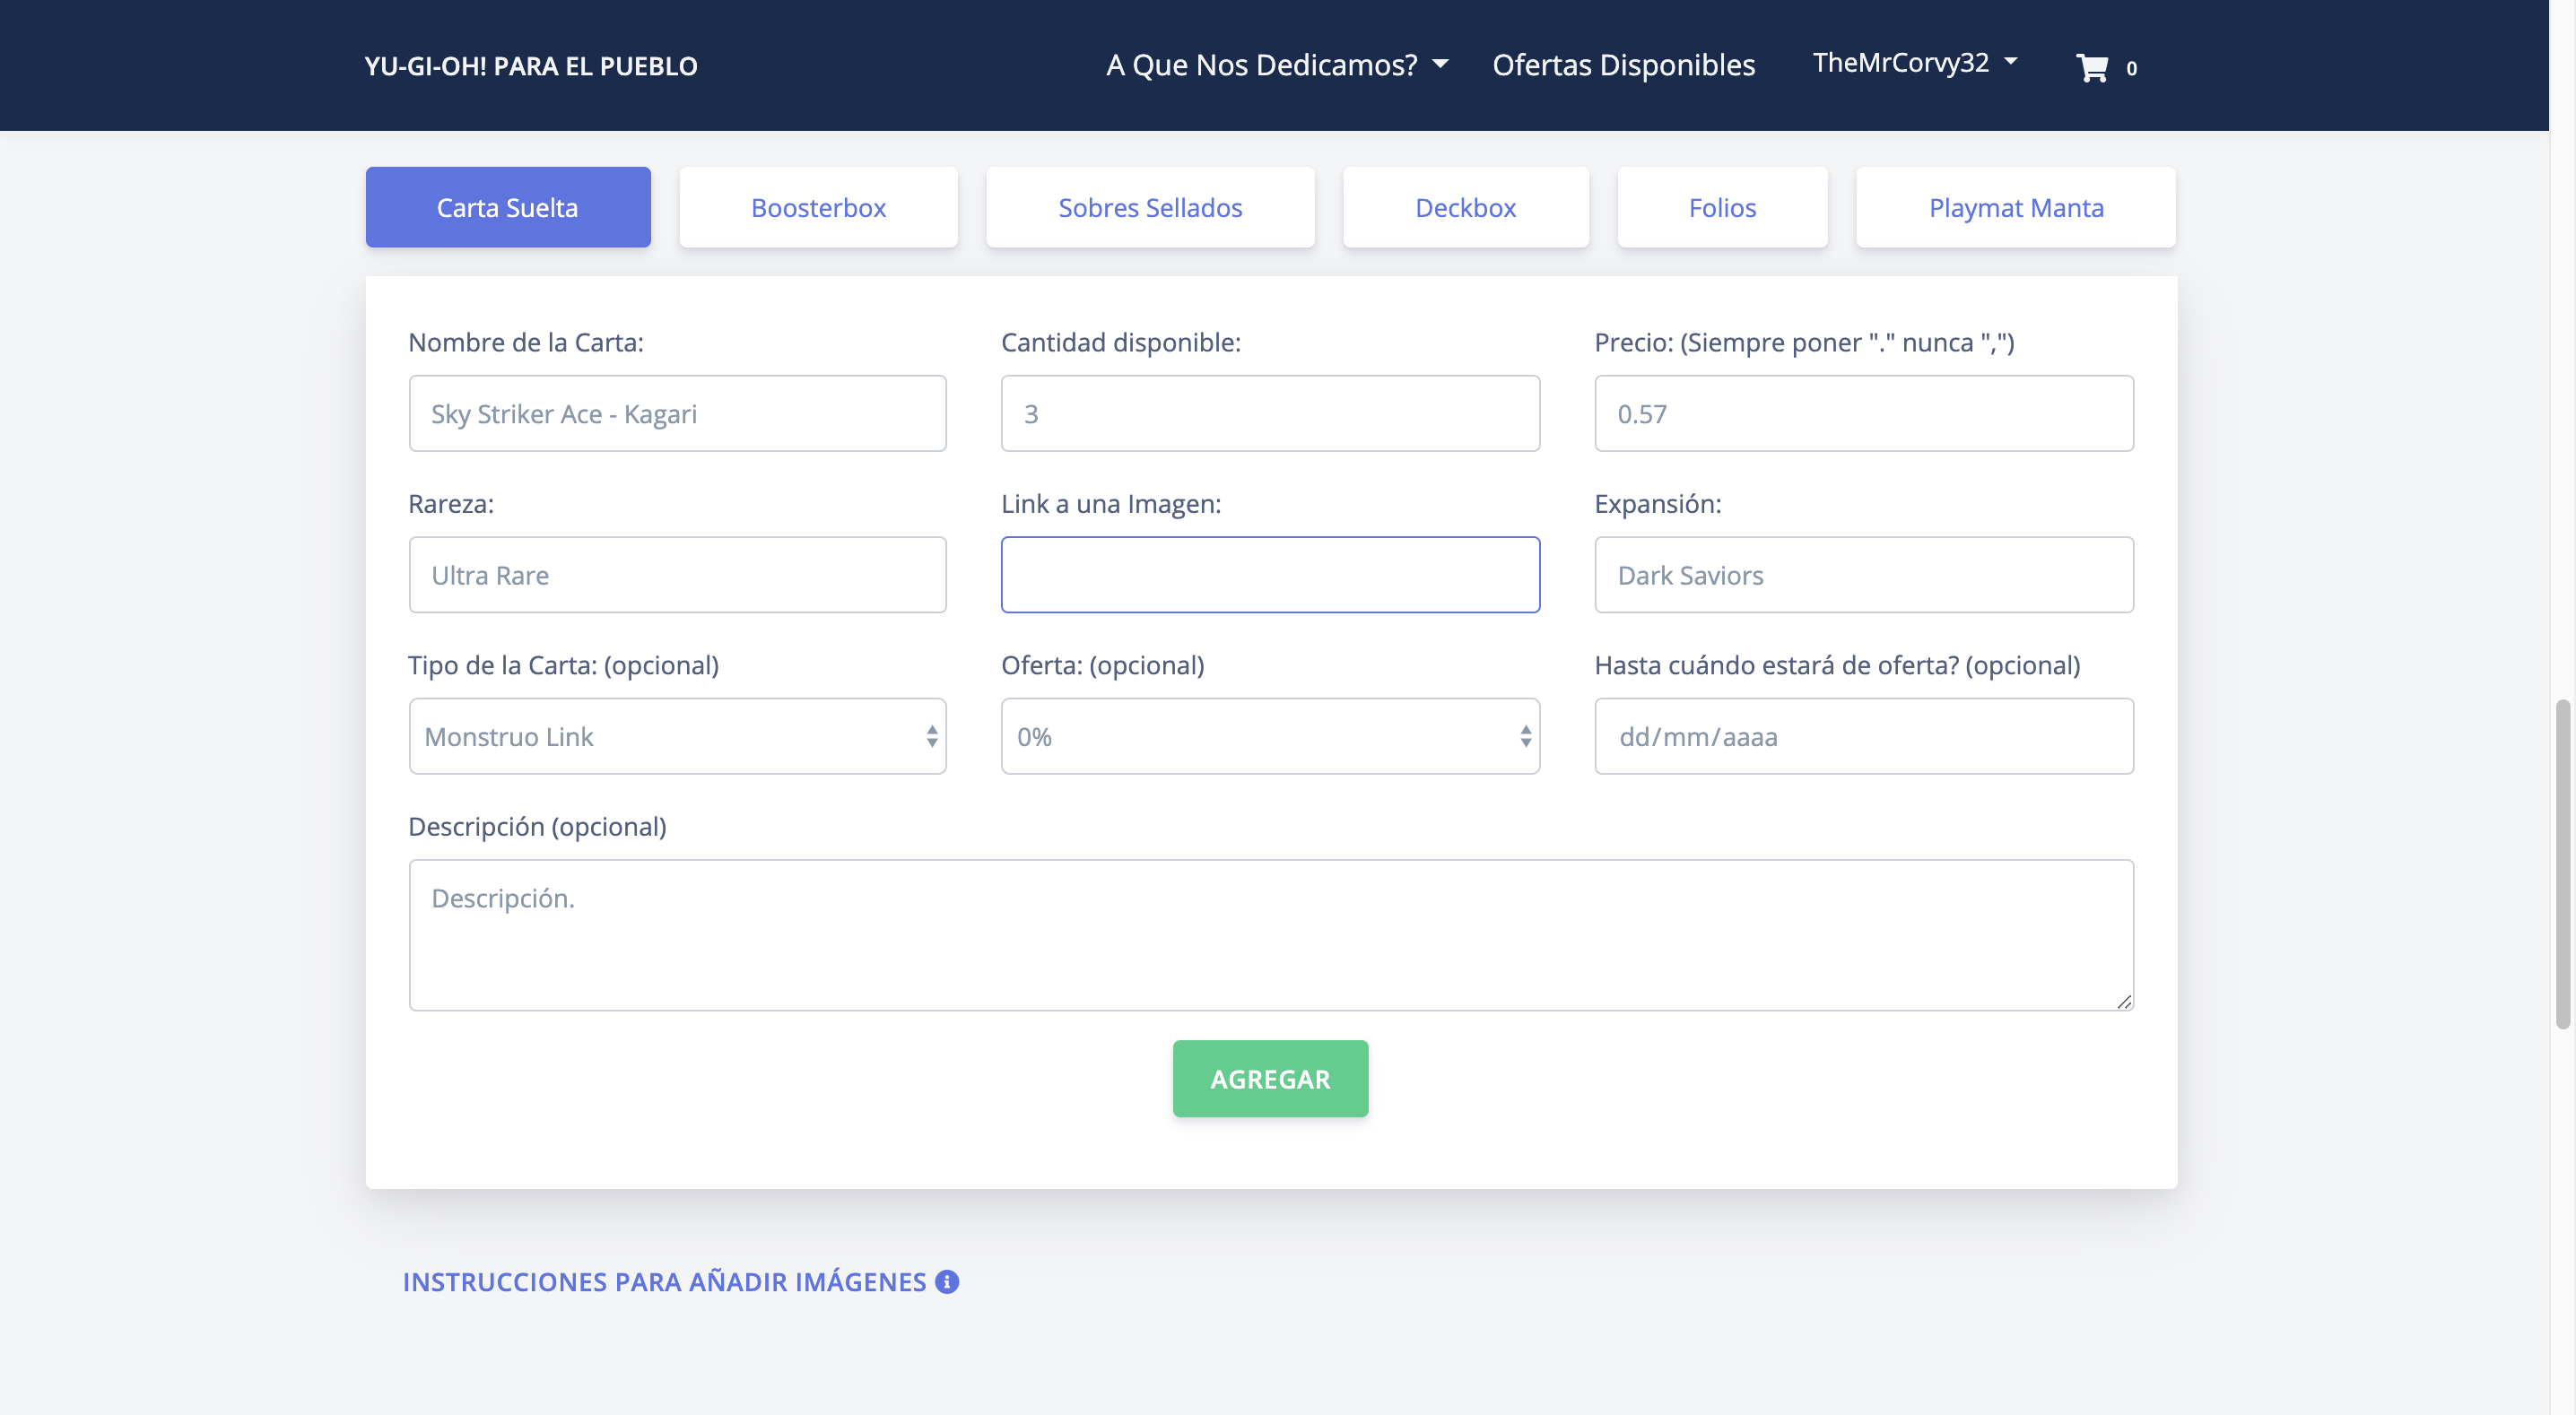 YU-GI-OH! PARA EL PUEBLO
A Que Nos Dedicamos?
Ofertas Disponibles
TheMrCorvy32
0
Carta Suelta
Boosterbox
Sobres Sellados
Deckbox
Folios
Playmat Manta
Nombre de la Carta:
Cantidad disponible:
Precio: (Siempre poner "." nunca ",")
Sky Striker Ace - Kagari
3
0.57
Rareza:
Link a una Imagen:
Expansión:
Ultra Rare
Dark Saviors
Tipo de la Carta: (opcional)
Oferta: (opcional)
Hasta cuándo estará de oferta? (opcional)
Monstruo Link
0%
dd/mm/aaaa
Descripción (opcional)
Descripción.
AGREGAR
INSTRUCCIONES PARA AÑADIR IMÁGENES